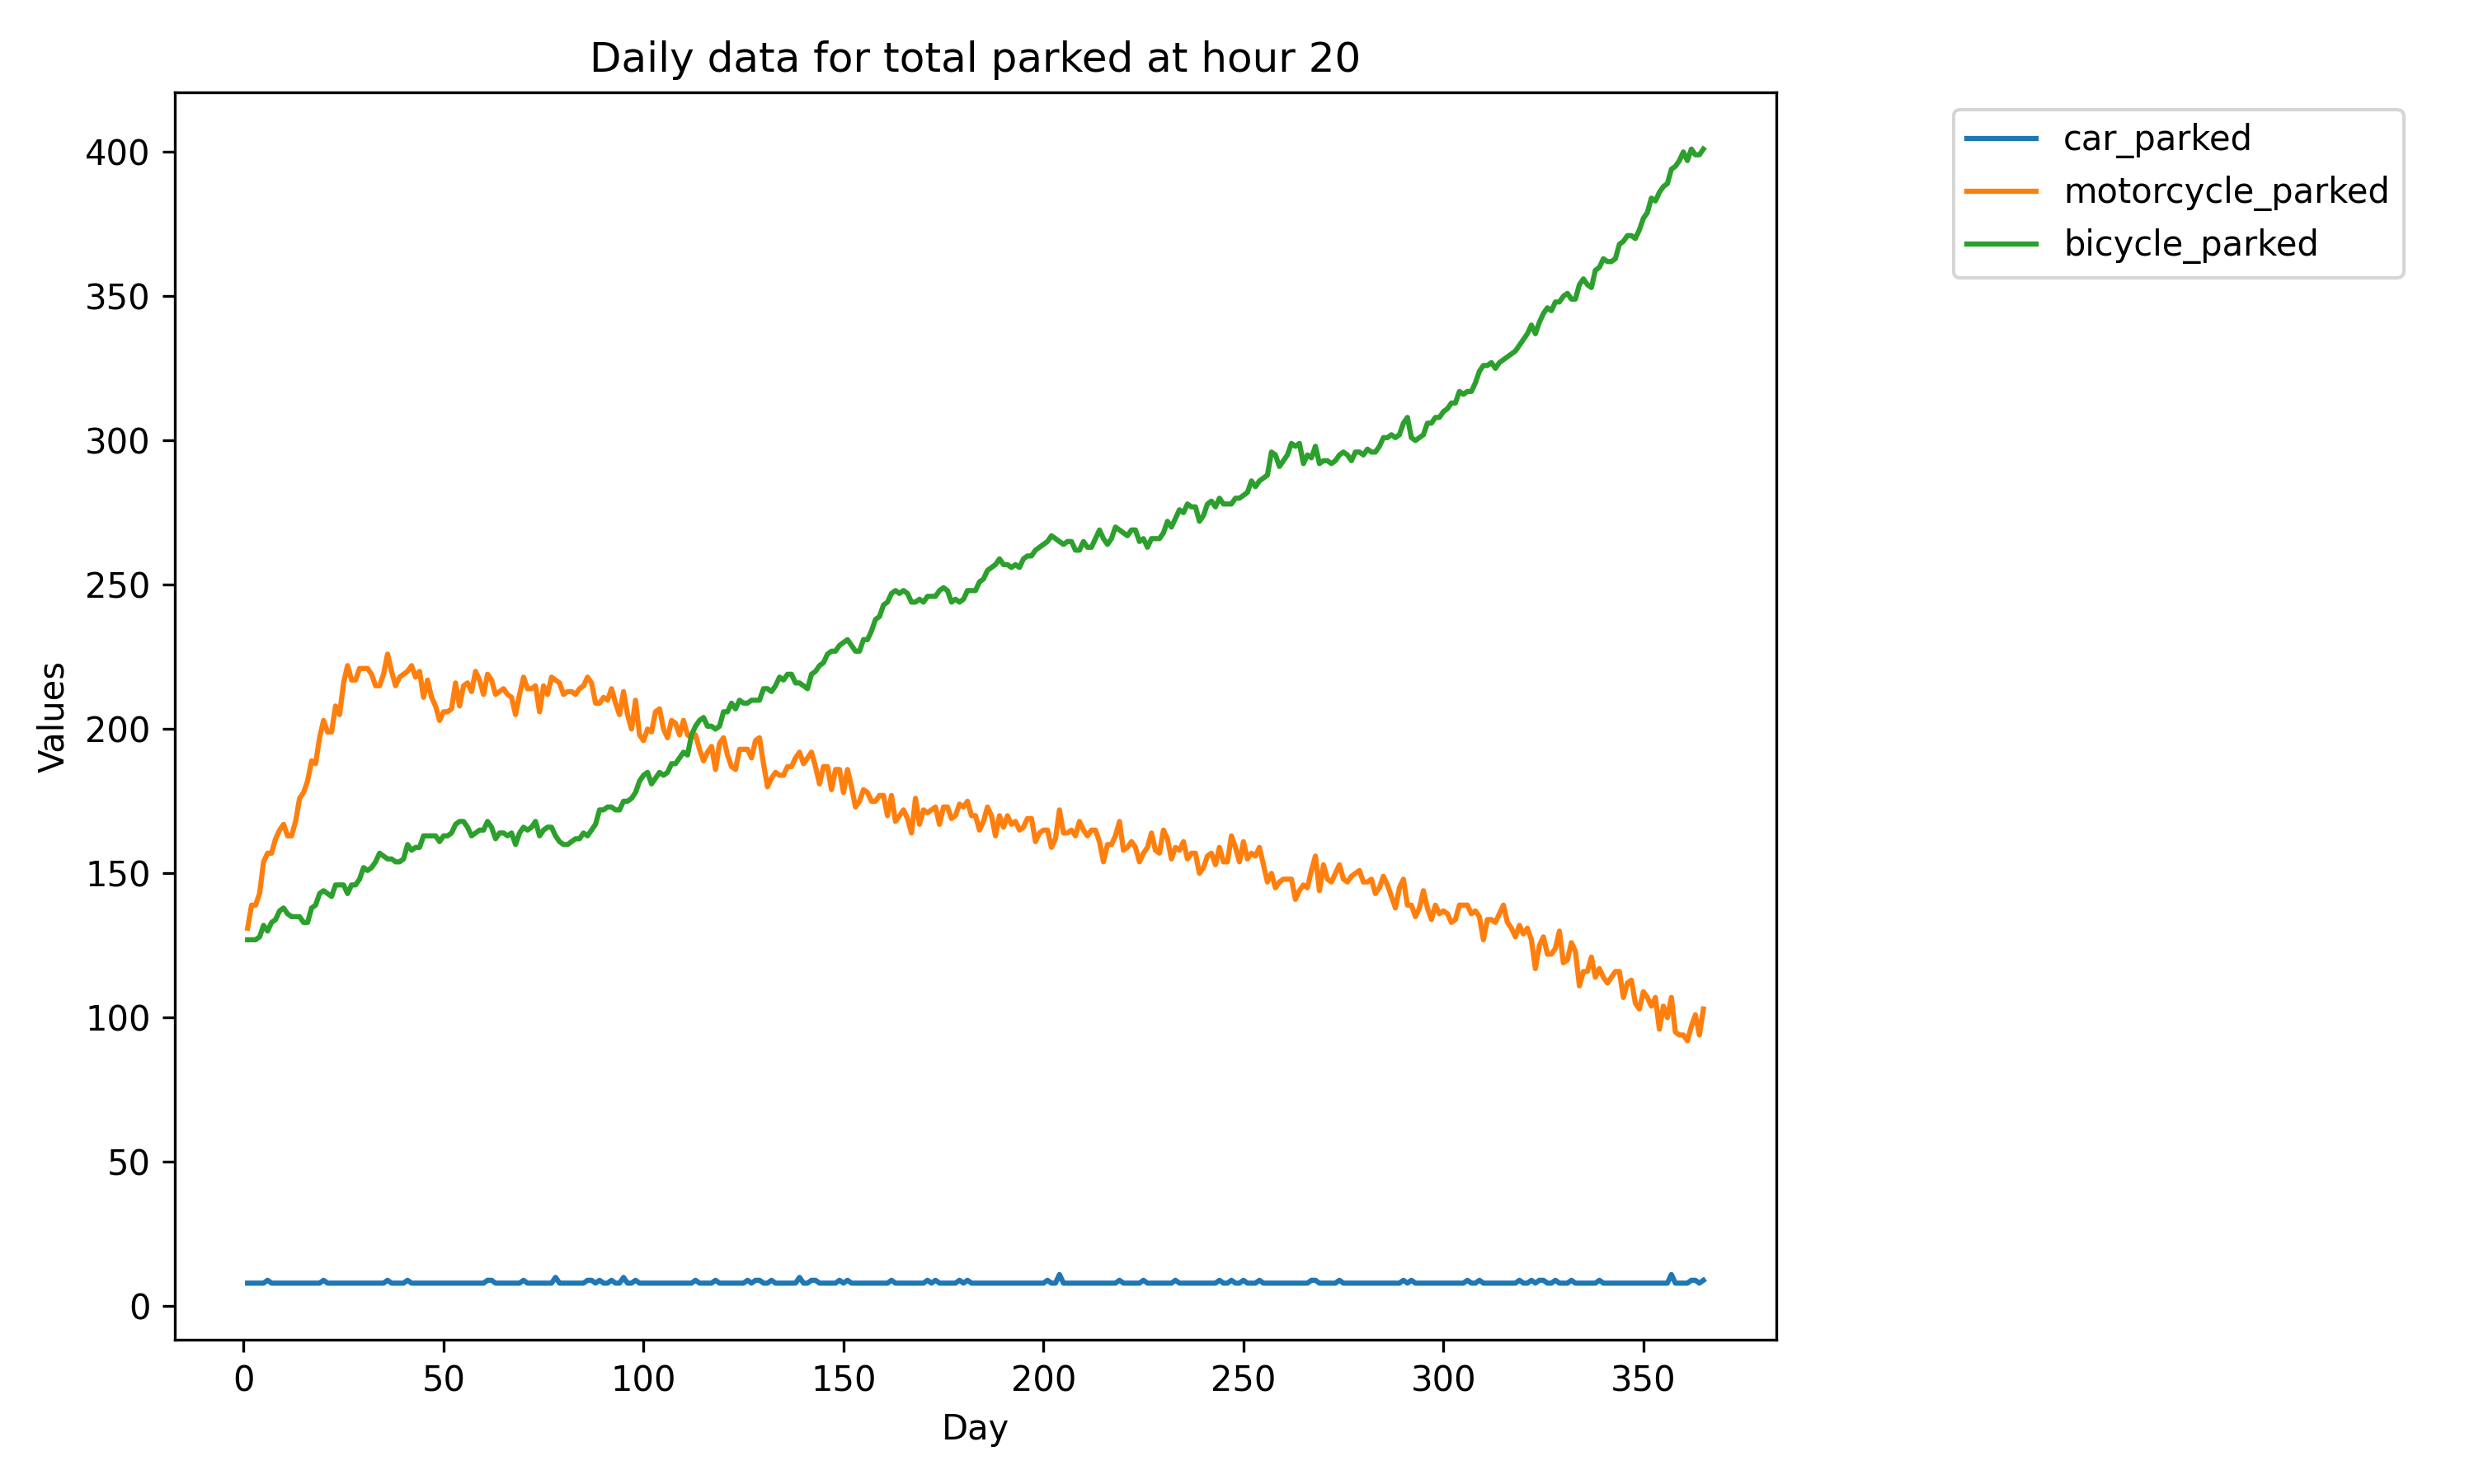 Daily data for total parked at hour 20
car_parked
motorcycle_parked
bicycle_parked
400
350
300
250
200
150
100
50
0
Values
0 50 100 150 200 250 300 350
Day